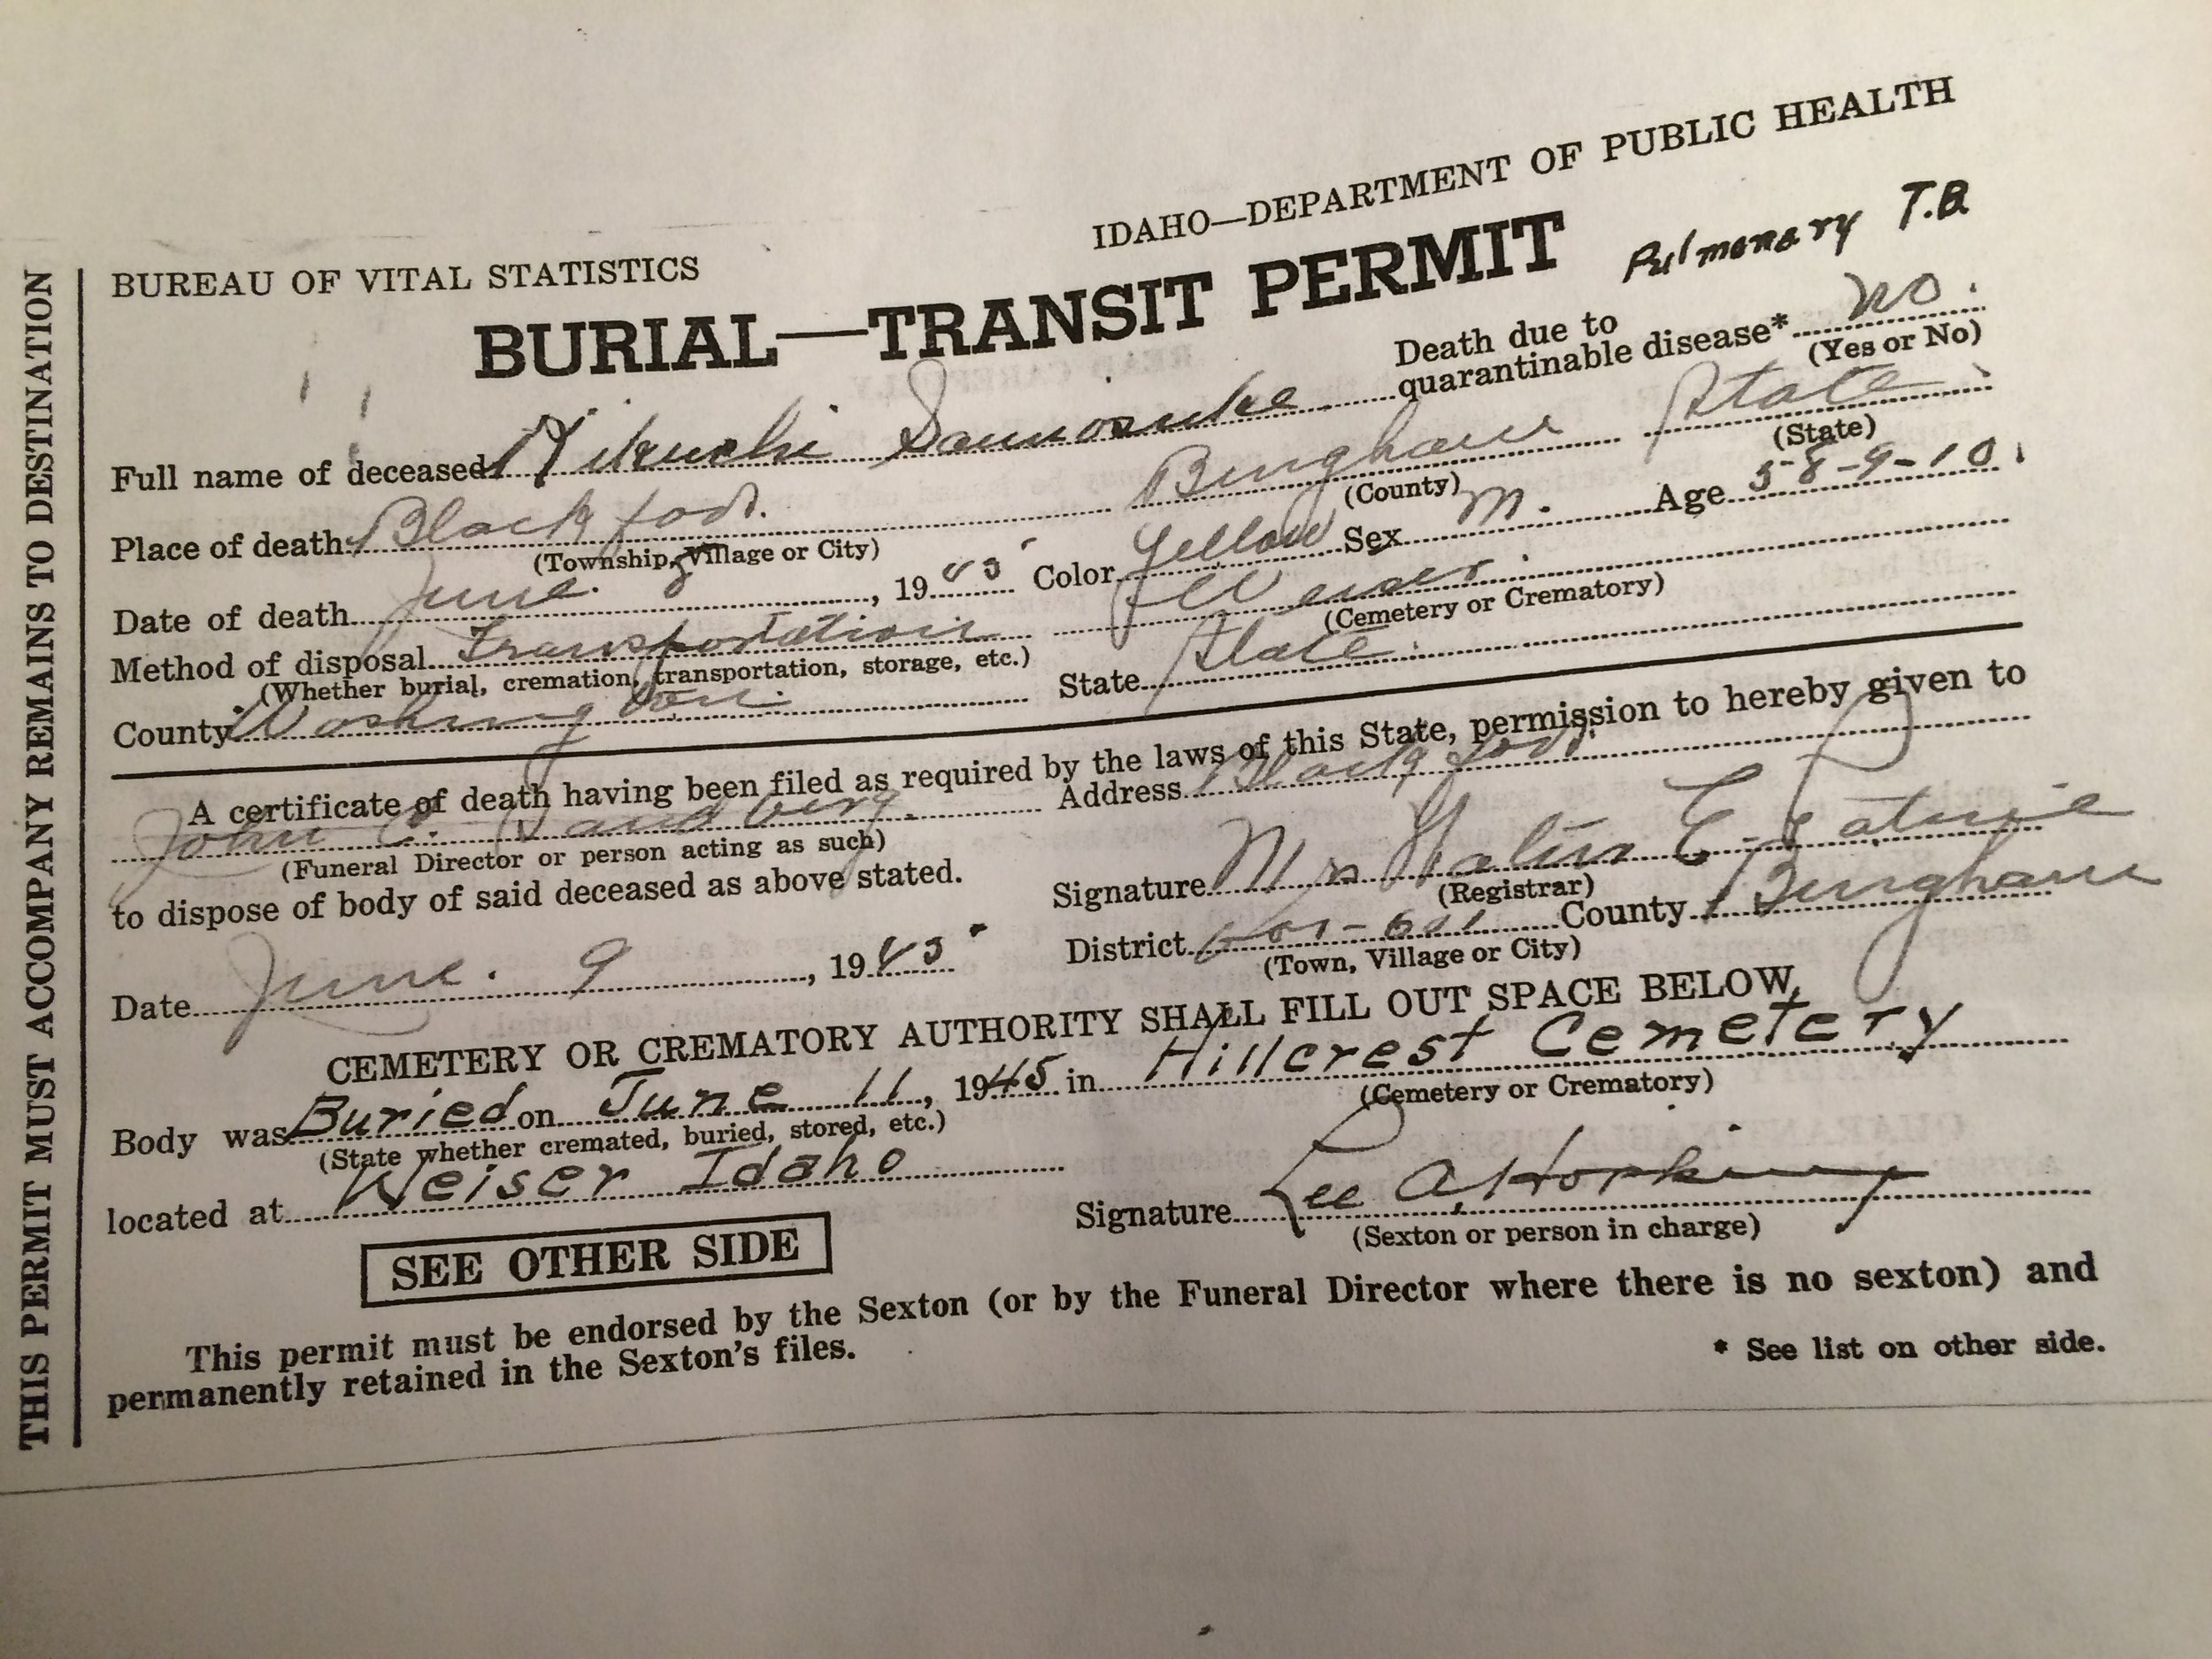 IDAHO—DEPARTMENT OF PUBLIC HEALTH
BUREAU OF VITAL STATISTICS
BURIAL—TRANSIT PERMIT
Pulmonary T.B
Death due to
quarantinable disease* no.
(Yes or No)
Full name of deceased
Place of death Blackfoot. Bingham State
(Township, Village or City) (County) (State)
Date of death June. 8, 1945 Color Yellow Sex m. Age 58-9-10.
Method of disposal Transportation
(Whether burial, cremation, transportation, storage, etc.) (Cemetery or Crematory)
County Washington State State.
A certificate of death having been filed as required by the laws of this State, permission to hereby given to
John C. Sandberg. Address Blackfoot.
(Funeral Director or person acting as such)
to dispose of body of said deceased as above stated.
Signature Mrs
(Registrar)
Date June. 9, 1945 District County Bingham
(Town, Village or City)
CEMETERY OR CREMATORY AUTHORITY SHALL FILL OUT SPACE BELOW
Body was Buried on June 11, 1945 in Hillcrest Cemetery
(State whether cremated, buried, stored, etc.) (Cemetery or Crematory)
located at Weiser Idaho Signature Lee A. Hopkins
(Sexton or person in charge)
SEE OTHER SIDE
This permit must be endorsed by the Sexton (or by the Funeral Director where there is no sexton) and
permanently retained in the Sexton's files.
* See list on other side.
THIS PERMIT MUST ACCOMPANY REMAINS TO DESTINATION